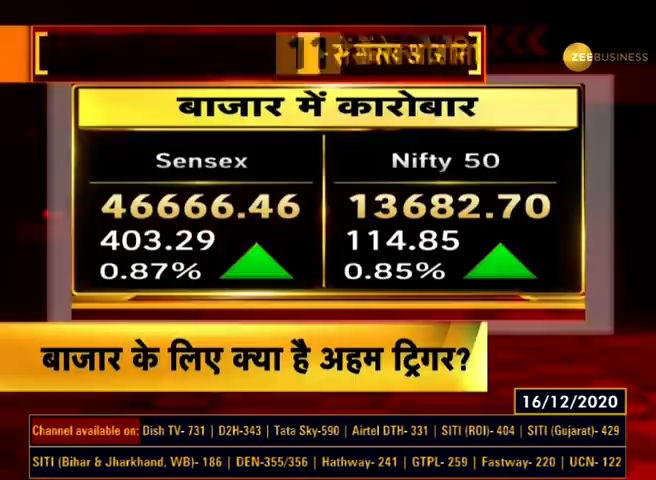 ZEE BUSINESS
बाजार में कारोबार
Sensex Nifty 50
46666.46 13682.70
403.29 114.85
0.87% 0.85%
बाजार के लिए क्या है अहम ट्रिगर?
16/12/2020
Channel available on: Dish TV- 731 | D2H-343 | Tata Sky-590 | Airtel DTH- 331 | SITI (ROI)- 404 | SITI (Gujarat)- 429
SITI (Bihar & Jharkhand, WB)- 186 | DEN-355/356 | Hathway- 241 | GTPL- 259 | Fastway- 220 | UCN- 122